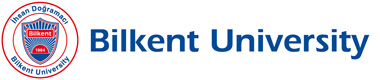 İhsan Doğramacı
Bilkent
1984
Bilkent University
Bilkent University